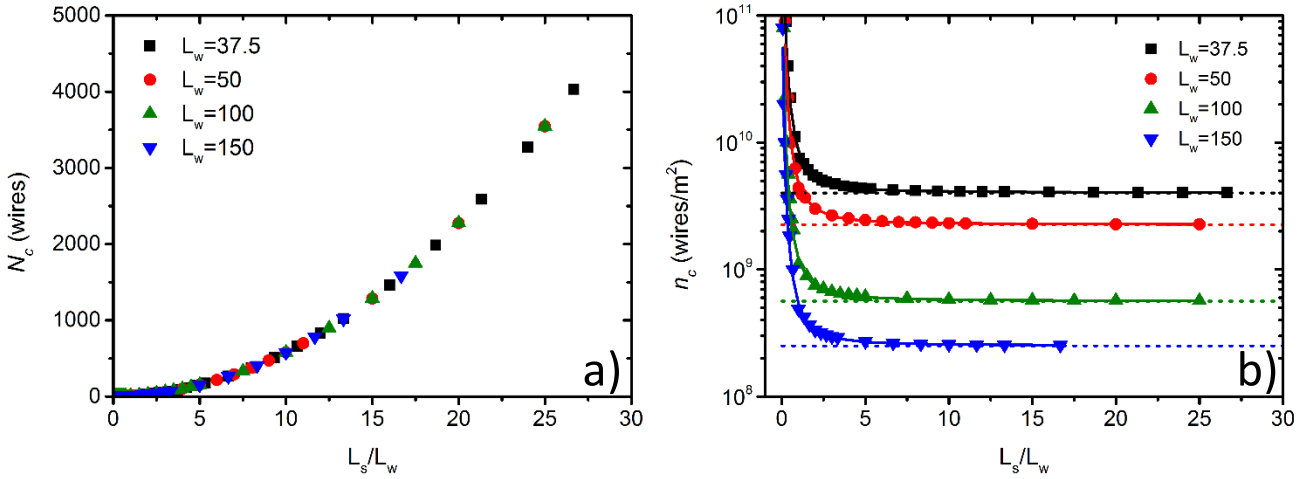 5000
4000
3000
2000
1000
0
N_c (wires)
L_w=37.5
L_w=50
L_w=100
L_w=150
a)
0 5 10 15 20 25 30
L_s/L_w
10^11
10^10
10^9
10^8
n_c (wires/m^2)
L_w=37.5
L_w=50
L_w=100
L_w=150
b)
0 5 10 15 20 25 30
L_s/L_w